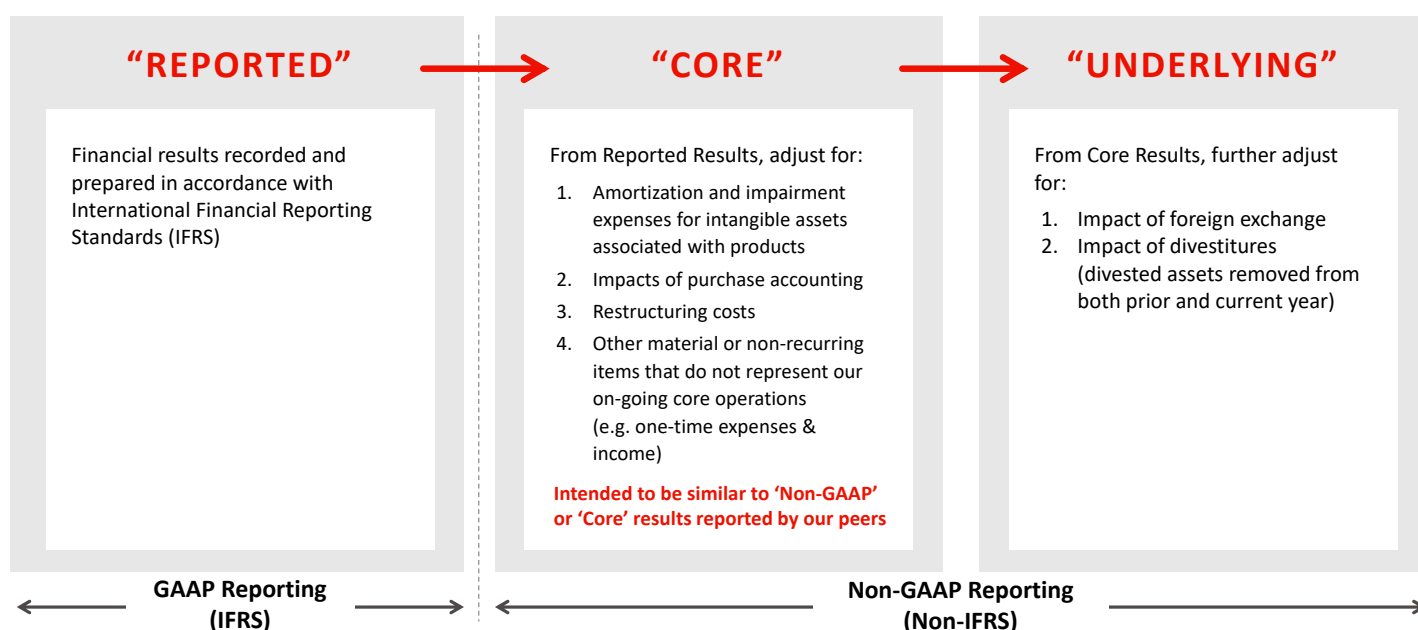 “REPORTED”
Financial results recorded and
prepared in accordance with
International Financial Reporting
Standards (IFRS)
“CORE”
From Reported Results, adjust for:
1. Amortization and impairment
expenses for intangible assets
associated with products
2. Impacts of purchase accounting
3. Restructuring costs
4. Other material or non-recurring
items that do not represent our
on-going core operations
(e.g. one-time expenses &
income)
Intended to be similar to ‘Non-GAAP’
or ‘Core’ results reported by our peers
“UNDERLYING”
From Core Results, further adjust
for:
1. Impact of foreign exchange
2. Impact of divestitures
(divested assets removed from
both prior and current year)
GAAP Reporting
(IFRS)
Non-GAAP Reporting
(Non-IFRS)